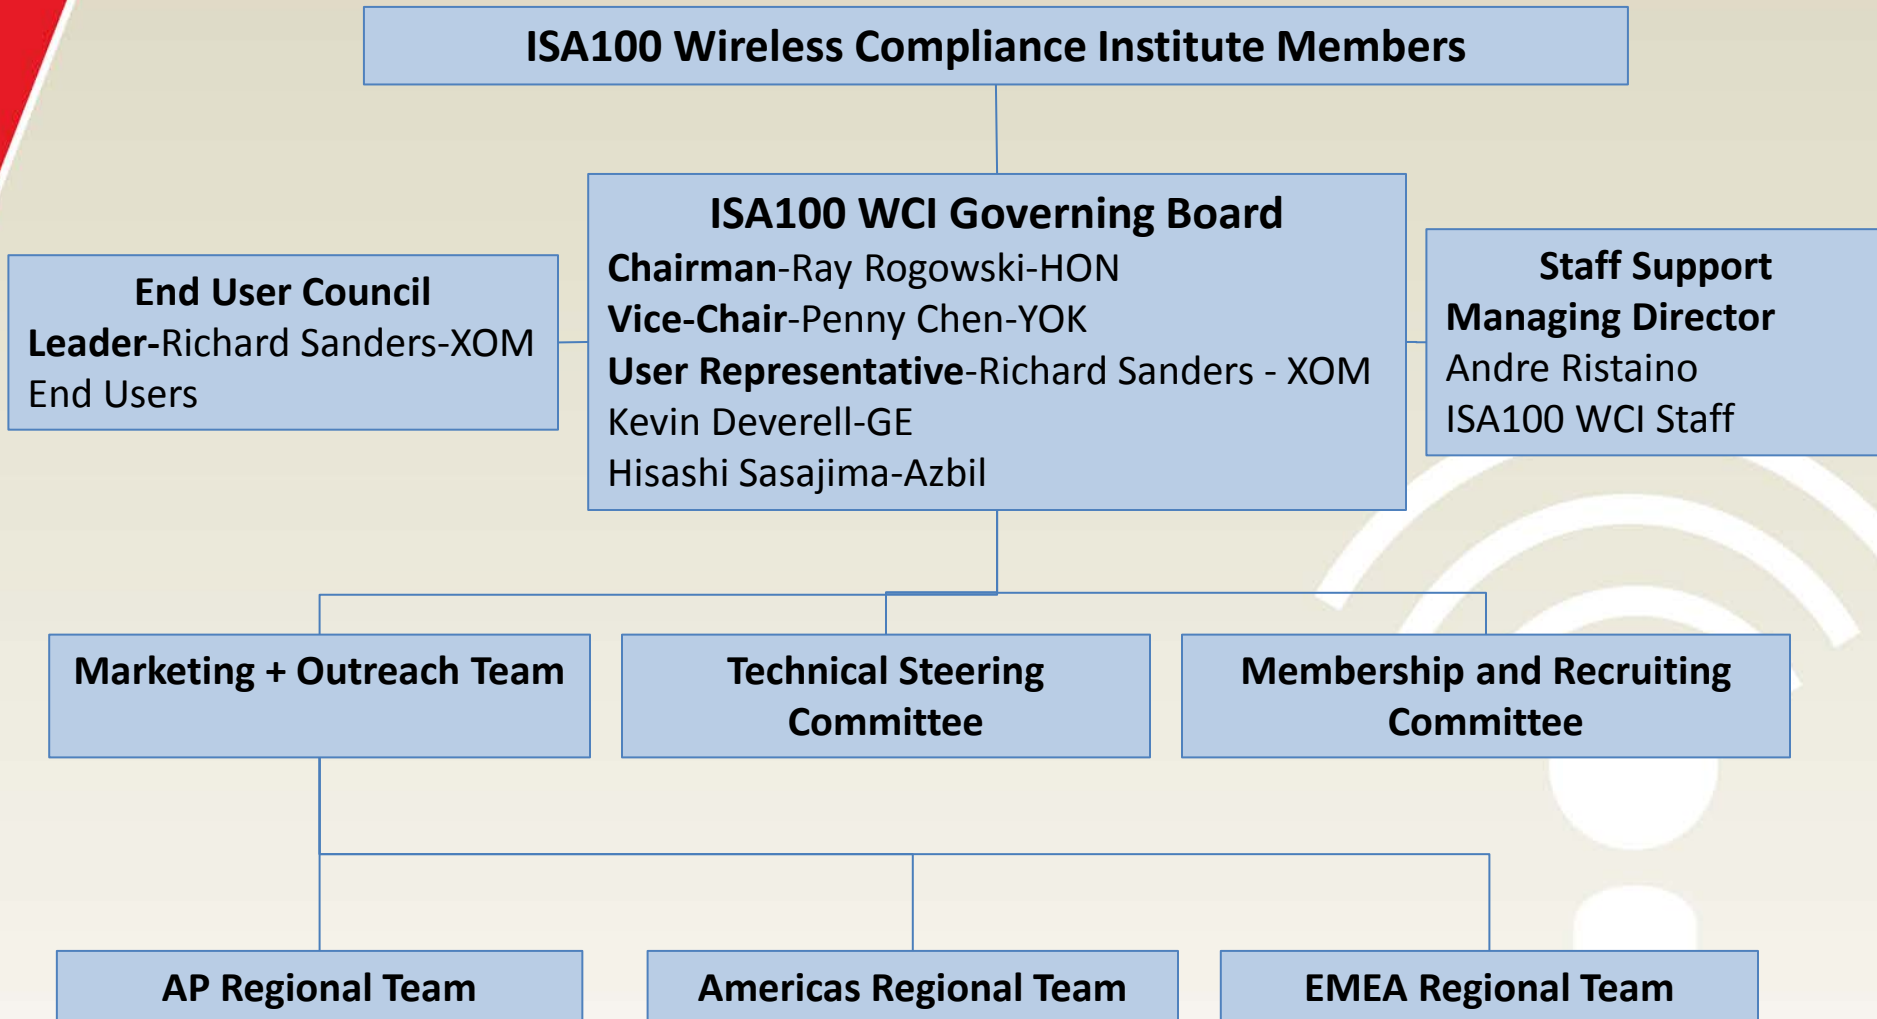 ISA100 Wireless Compliance Institute Members
ISA100 WCI Governing Board
Chairman-Ray Rogowski-HON
Vice-Chair-Penny Chen-YOK
User Representative-Richard Sanders - XOM
Kevin Deverell-GE
Hisashi Sasajima-Azbil
End User Council
Leader-Richard Sanders-XOM
End Users
Staff Support
Managing Director
Andre Ristaino
ISA100 WCI Staff
Marketing + Outreach Team
Technical Steering
Committee
Membership and Recruiting
Committee
AP Regional Team
Americas Regional Team
EMEA Regional Team